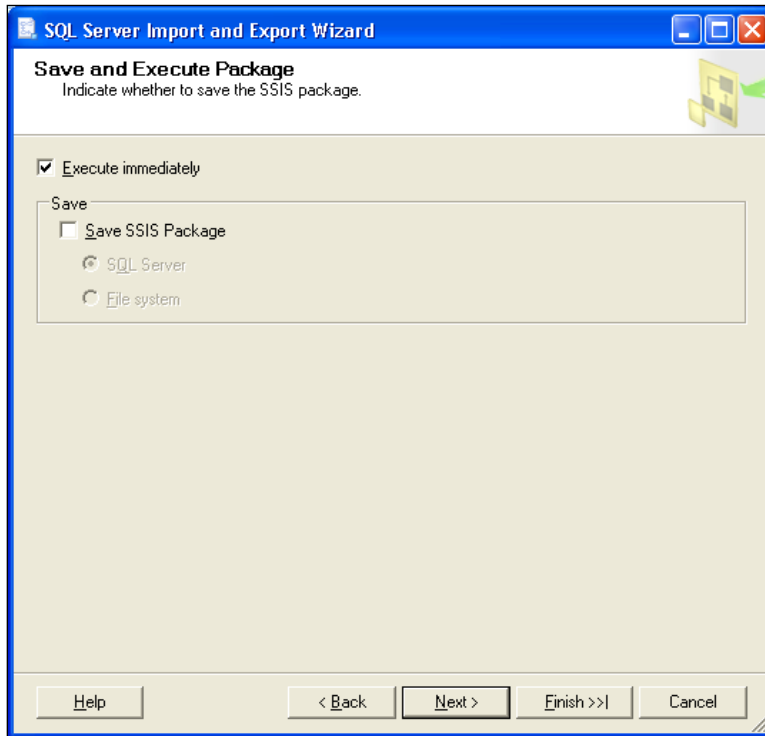 SQL Server Import and Export Wizard
Save and Execute Package
Indicate whether to save the SSIS package.
Execute immediately
Save
Save SSIS Package
SQL Server
File system
Help
< Back
Next >
Finish >>|
Cancel